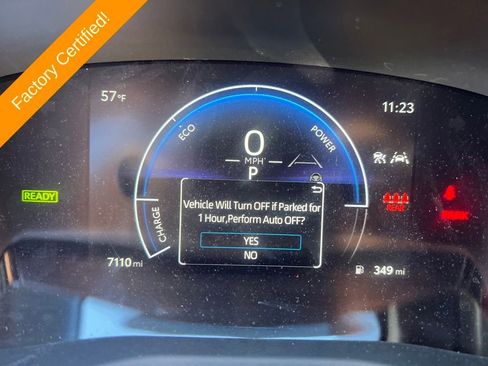 Factory Certified!
57°F
11:23
ECO
POWER
0
MPH
P
READY
Vehicle Will Turn OFF if Parked for
1 Hour,Perform Auto OFF?
REAR
YES
NO
CHARGE
7110 mi
349 mi